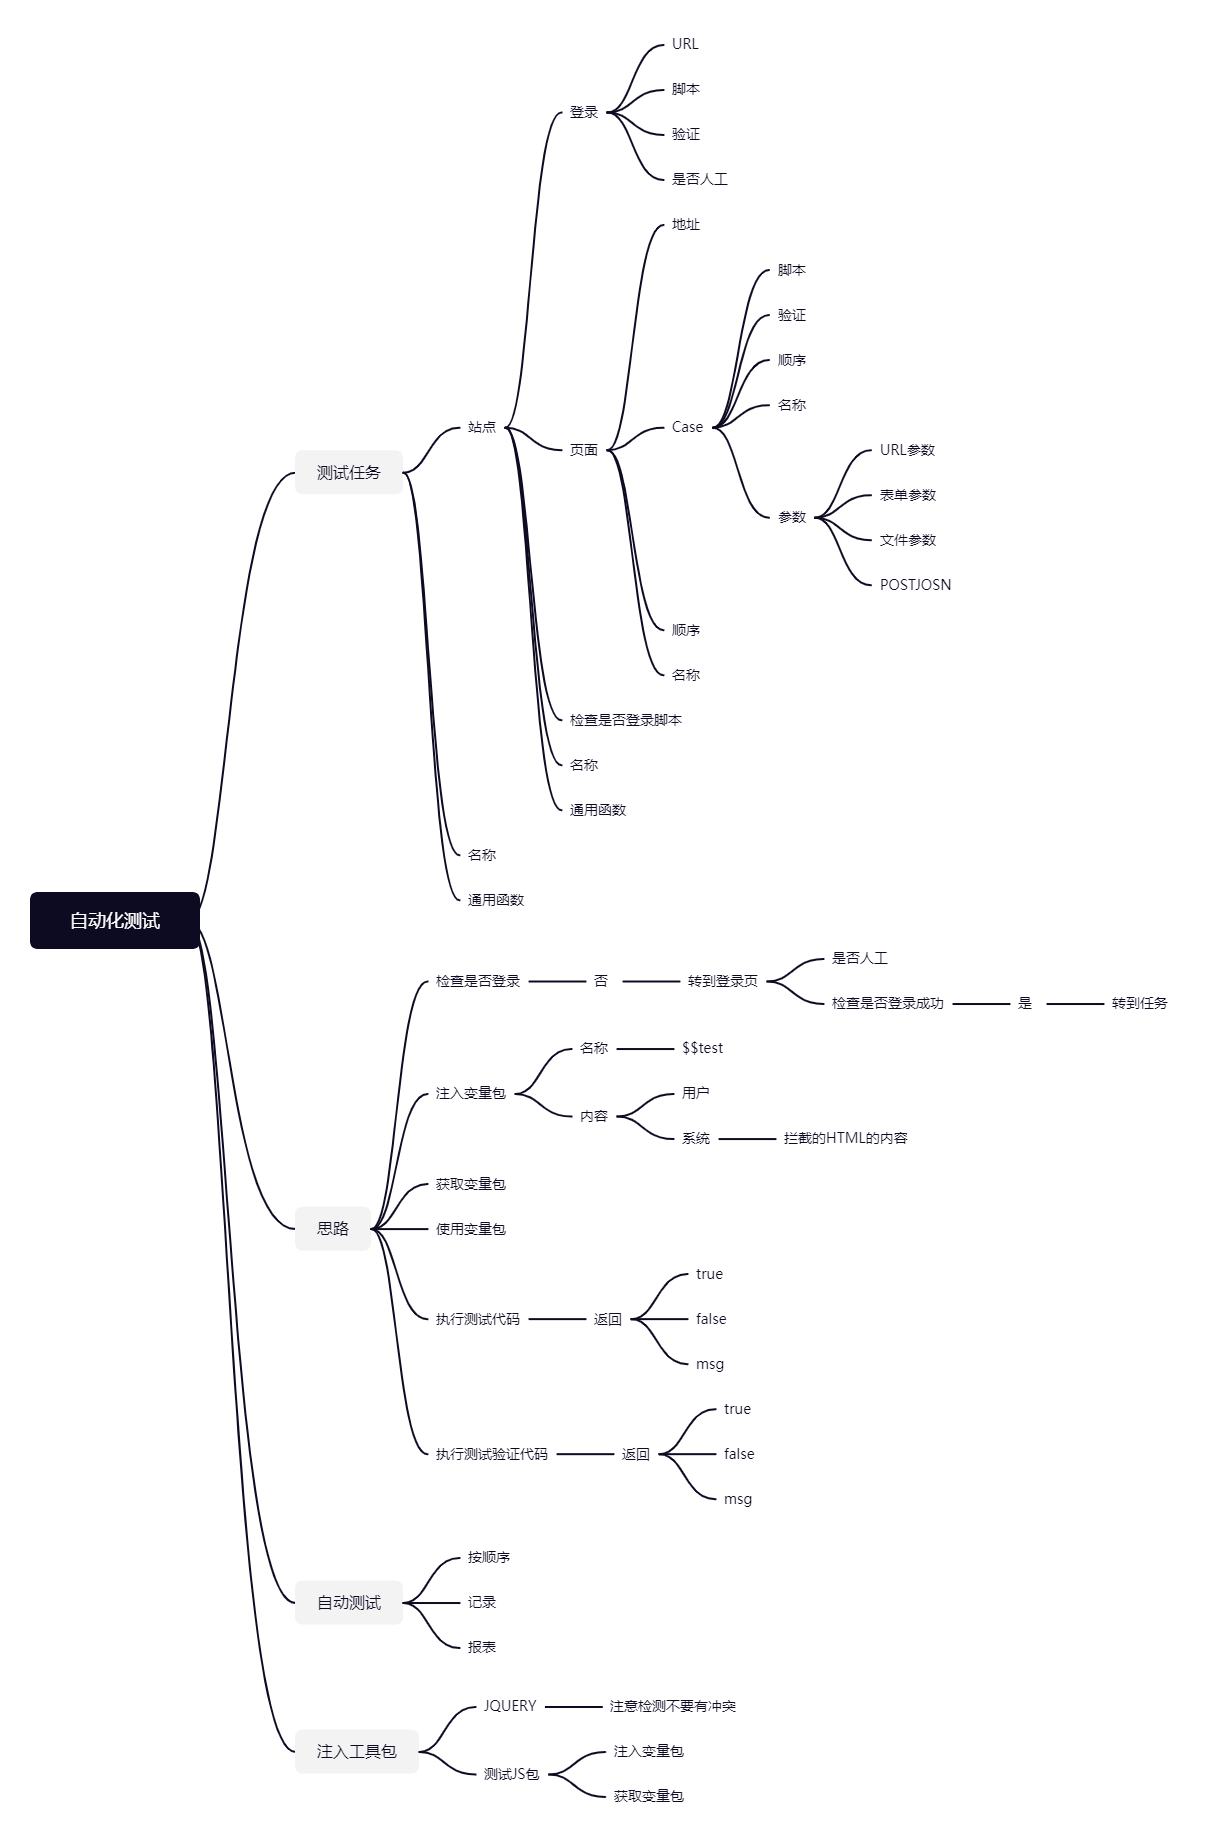 自动化测试
测试任务
站点
登录
URL
脚本
验证
是否人工
页面
地址
Case
脚本
验证
顺序
名称
参数
URL参数
表单参数
文件参数
POSTJOSN
顺序
名称
检查是否登录脚本
名称
通用函数
名称
通用函数
思路
检查是否登录
否
转到登录页
是否人工
检查是否登录成功
是
转到任务
注入变量包
名称
$$test
内容
用户
系统
拦截的HTML的内容
获取变量包
使用变量包
执行测试代码
返回
true
false
msg
执行测试验证代码
返回
true
false
msg
自动测试
按顺序
记录
报表
注入工具包
JQUERY
注意检测不要有冲突
测试JS包
注入变量包
获取变量包